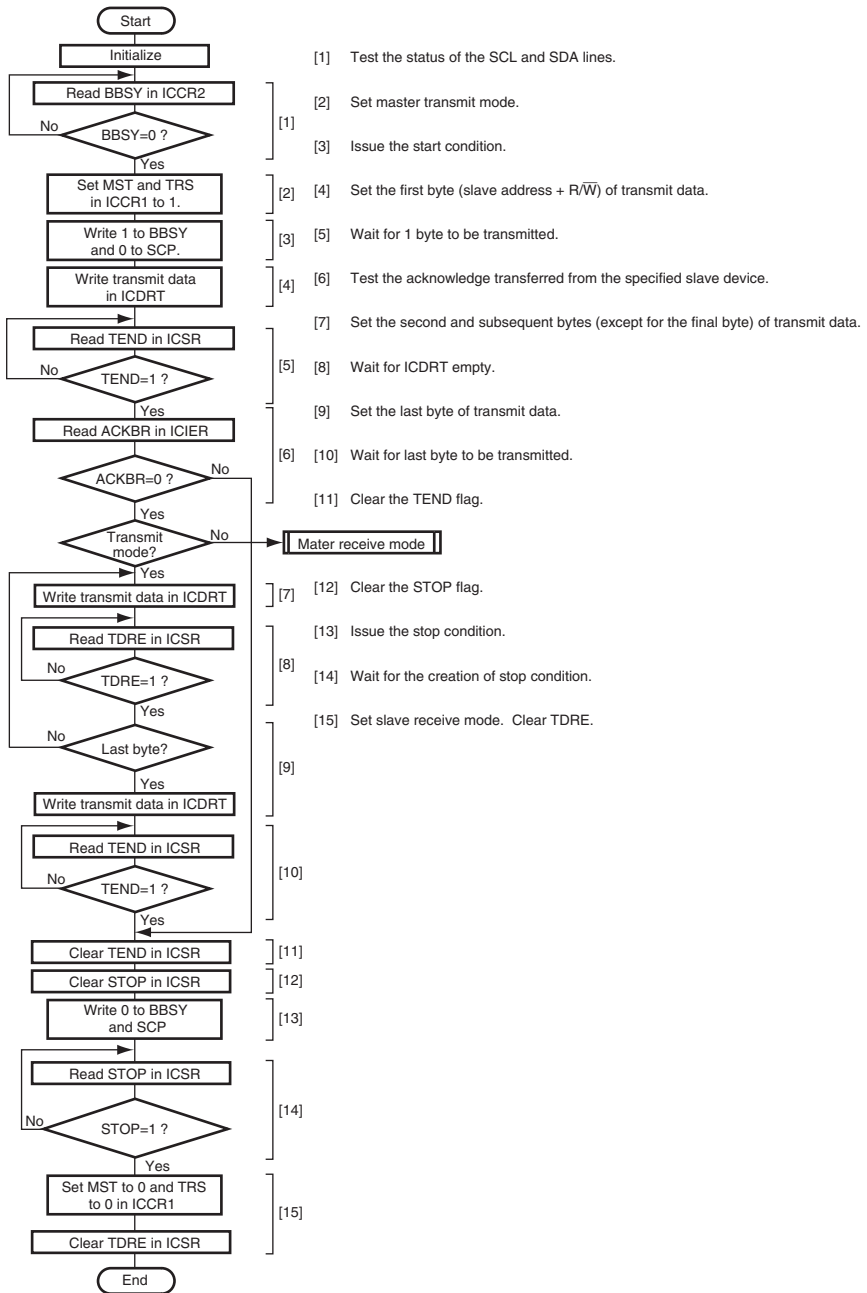 Start
Initialize
Read BBSY in ICCR2
No
BBSY=0 ?
[1]
Yes
Set MST and TRS
in ICCR1 to 1.
[2]
Write 1 to BBSY
and 0 to SCP.
[3]
Write transmit data
in ICDRT
[4]
Read TEND in ICSR
No
TEND=1 ?
[5]
Yes
Read ACKBR in ICIER
[6]
No
ACKBR=0 ?
Yes
Transmit
mode?
No
Mater receive mode
Yes
Write transmit data in ICDRT
[7]
Read TDRE in ICSR
No
TDRE=1 ?
[8]
Yes
No
Last byte?
[9]
Yes
Write transmit data in ICDRT
Read TEND in ICSR
[10]
No
TEND=1 ?
Yes
Clear TEND in ICSR
[11]
Clear STOP in ICSR
[12]
Write 0 to BBSY
and SCP
[13]
Read STOP in ICSR
[14]
No
STOP=1 ?
Yes
Set MST to 0 and TRS
to 0 in ICCR1
[15]
Clear TDRE in ICSR
End
[1] Test the status of the SCL and SDA lines.
[2] Set master transmit mode.
[3] Issue the start condition.
[4] Set the first byte (slave address + R/W̅) of transmit data.
[5] Wait for 1 byte to be transmitted.
[6] Test the acknowledge transferred from the specified slave device.
[7] Set the second and subsequent bytes (except for the final byte) of transmit data.
[8] Wait for ICDRT empty.
[9] Set the last byte of transmit data.
[10] Wait for last byte to be transmitted.
[11] Clear the TEND flag.
[12] Clear the STOP flag.
[13] Issue the stop condition.
[14] Wait for the creation of stop condition.
[15] Set slave receive mode. Clear TDRE.